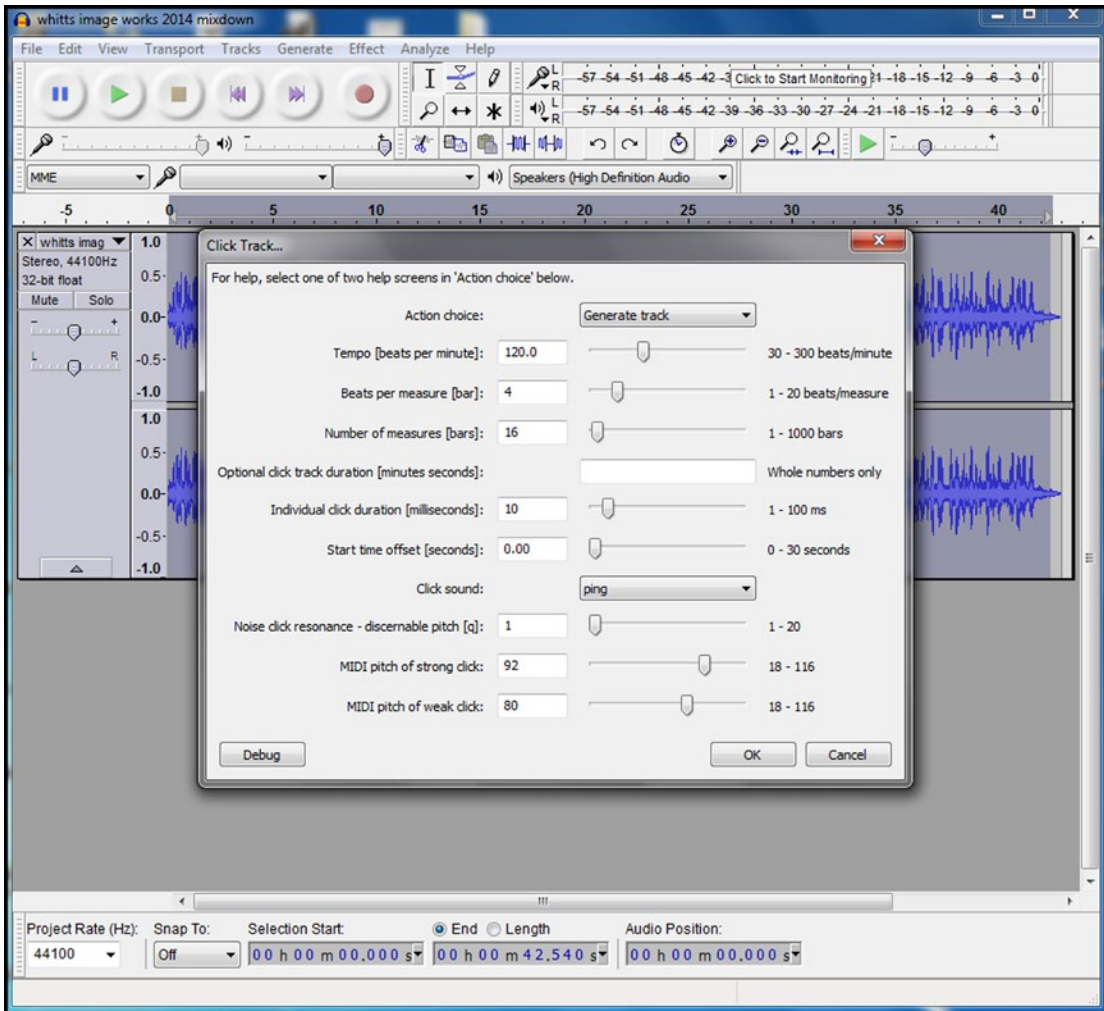 whitts image works 2014 mixdown
File Edit View Transport Tracks Generate Effect Analyze Help
L
R
-57 -54 -51 -48 -45 -42 -3 Click to Start Monitoring 21 -18 -15 -12 -9 -6 -3 0
L
R
-57 -54 -51 -48 -45 -42 -39 -36 -33 -30 -27 -24 -21 -18 -15 -12 -9 -6 -3 0
MME Speakers (High Definition Audio
-5 0 5 10 15 20 25 30 35 40
whitts imag 1.0
Stereo, 44100Hz
32-bit float
Mute Solo
- +
L R
0.5
0.0
-0.5
-1.0
1.0
0.5
0.0
-0.5
-1.0
Click Track...
For help, select one of two help screens in 'Action choice' below.
Action choice: Generate track
Tempo [beats per minute]: 120.0 30 - 300 beats/minute
Beats per measure [bar]: 4 1 - 20 beats/measure
Number of measures [bars]: 16 1 - 1000 bars
Optional click track duration [minutes seconds]: Whole numbers only
Individual click duration [milliseconds]: 10 1 - 100 ms
Start time offset [seconds]: 0.00 0 - 30 seconds
Click sound: ping
Noise click resonance - discernable pitch [q]: 1 1 - 20
MIDI pitch of strong click: 92 18 - 116
MIDI pitch of weak click: 80 18 - 116
Debug OK Cancel
Project Rate (Hz): Snap To: Selection Start: End Length Audio Position:
44100 Off 00 h 00 m 00.000 s 00 h 00 m 42.540 s 00 h 00 m 00.000 s